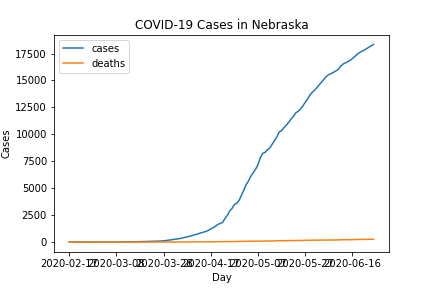 COVID-19 Cases in Nebraska
cases
deaths
17500
15000
12500
10000
7500
5000
2500
0
Cases
2020-02-17 2020-03-08 2020-03-28 2020-04-17 2020-05-07 2020-05-27 2020-06-16
Day